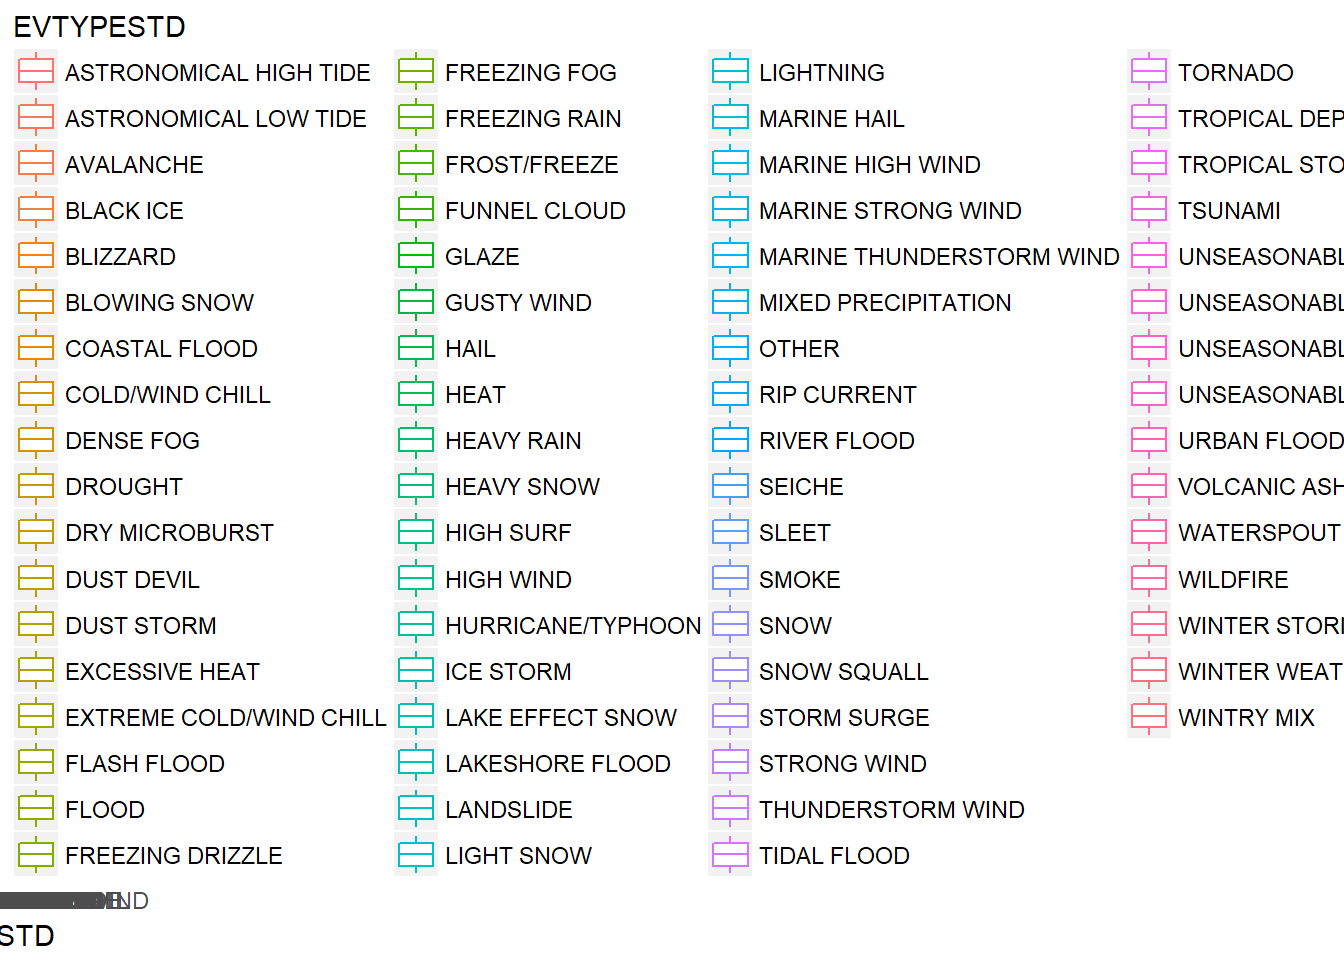 EVTYPESTD
ASTRONOMICAL HIGH TIDE
ASTRONOMICAL LOW TIDE
AVALANCHE
BLACK ICE
BLIZZARD
BLOWING SNOW
COASTAL FLOOD
COLD/WIND CHILL
DENSE FOG
DROUGHT
DRY MICROBURST
DUST DEVIL
DUST STORM
EXCESSIVE HEAT
EXTREME COLD/WIND CHILL
FLASH FLOOD
FLOOD
FREEZING DRIZZLE
FREEZING FOG
FREEZING RAIN
FROST/FREEZE
FUNNEL CLOUD
GLAZE
GUSTY WIND
HAIL
HEAT
HEAVY RAIN
HEAVY SNOW
HIGH SURF
HIGH WIND
HURRICANE/TYPHOON
ICE STORM
LAKE EFFECT SNOW
LAKESHORE FLOOD
LANDSLIDE
LIGHT SNOW
LIGHTNING
MARINE HAIL
MARINE HIGH WIND
MARINE STRONG WIND
MARINE THUNDERSTORM WIND
MIXED PRECIPITATION
OTHER
RIP CURRENT
RIVER FLOOD
SEICHE
SLEET
SMOKE
SNOW
SNOW SQUALL
STORM SURGE
STRONG WIND
THUNDERSTORM WIND
TIDAL FLOOD
TORNADO
TROPICAL DEP
TROPICAL STO
TSUNAMI
UNSEASONABL
UNSEASONABL
UNSEASONABL
UNSEASONABL
URBAN FLOOD
VOLCANIC ASH
WATERSPOUT
WILDFIRE
WINTER STOR
WINTER WEAT
WINTRY MIX
STD